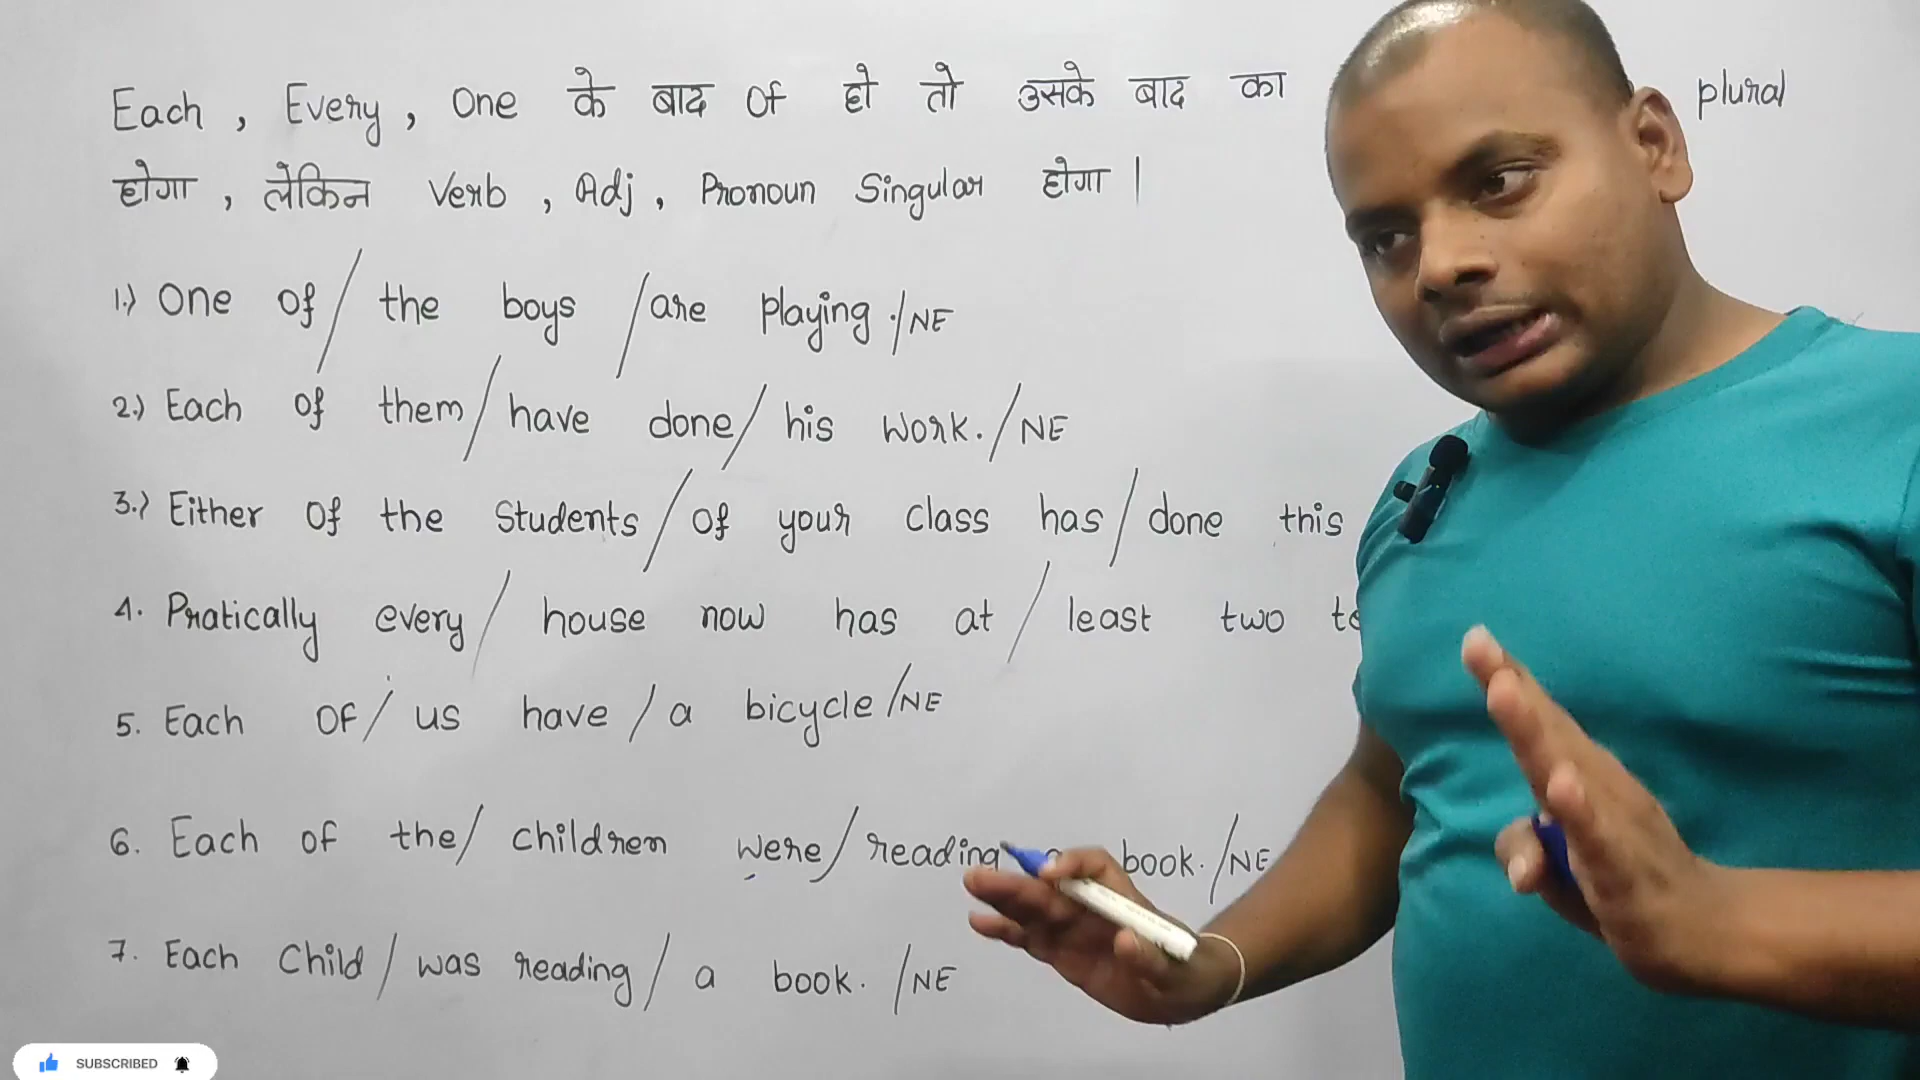 Each , Every , One के बाद Of हो तो उसके बाद का plural
होगा , लेकिन Verb , Adj , Pronoun Singular होगा |
1.) One of / the boys / are playing . / NE
2.) Each of them / have done / his work. / NE
3.) Either of the Students / of your class has / done this
4. Pratically every / house now has at / least two
5. Each OF / us have / a bicycle / NE
6. Each of the / children were / reading book. / NE
7. Each Child / was reading / a book. / NE
SUBSCRIBED